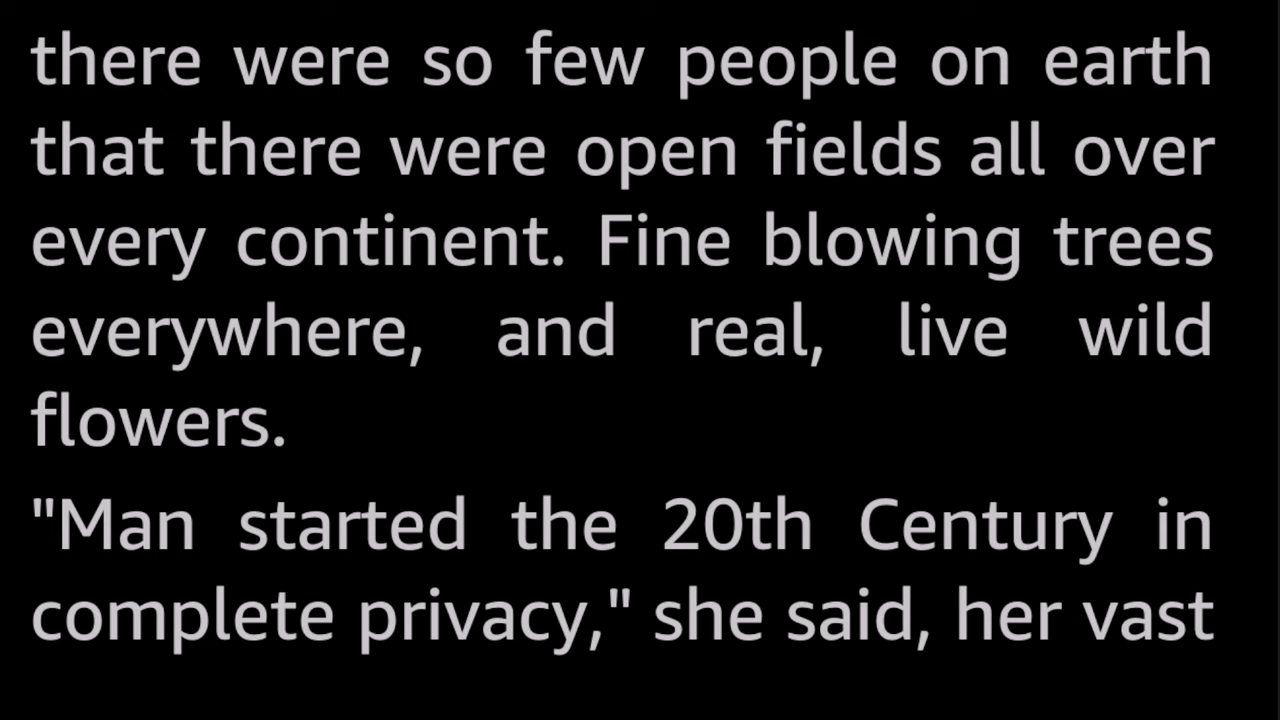 there were so few people on earth
that there were open fields all over
every continent. Fine blowing trees
everywhere, and real, live wild
flowers.
"Man started the 20th Century in
complete privacy," she said, her vast